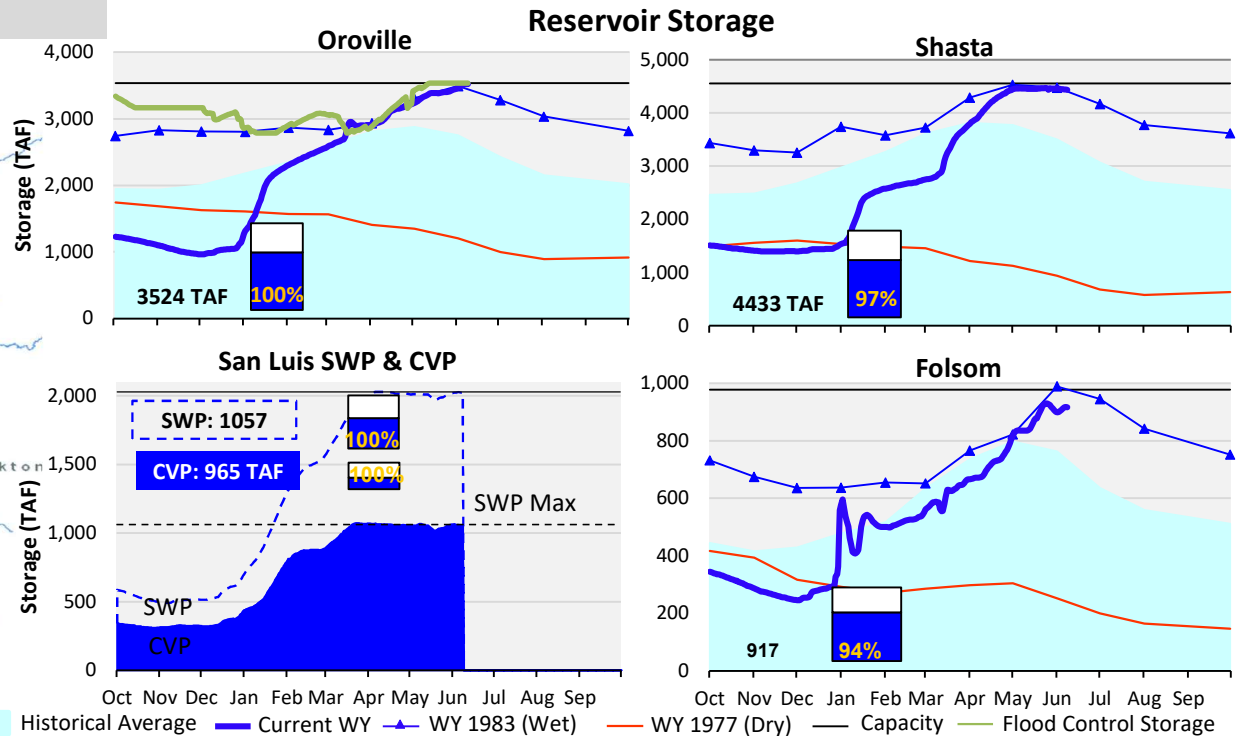 Reservoir Storage
Oroville
Storage (TAF)
4,000
3,000
2,000
1,000
0
3524 TAF
100%
Shasta
5,000
4,000
3,000
2,000
1,000
0
4433 TAF
97%
San Luis SWP & CVP
Storage (TAF)
2,000
1,500
1,000
500
0
SWP: 1057
CVP: 965 TAF
100%
100%
SWP Max
SWP
CVP
Oct Nov Dec Jan Feb Mar Apr May Jun Jul Aug Sep
Folsom
1,000
800
600
400
200
0
917
94%
Oct Nov Dec Jan Feb Mar Apr May Jun Jul Aug Sep
kton
Historical Average Current WY WY 1983 (Wet) WY 1977 (Dry) Capacity Flood Control Storage